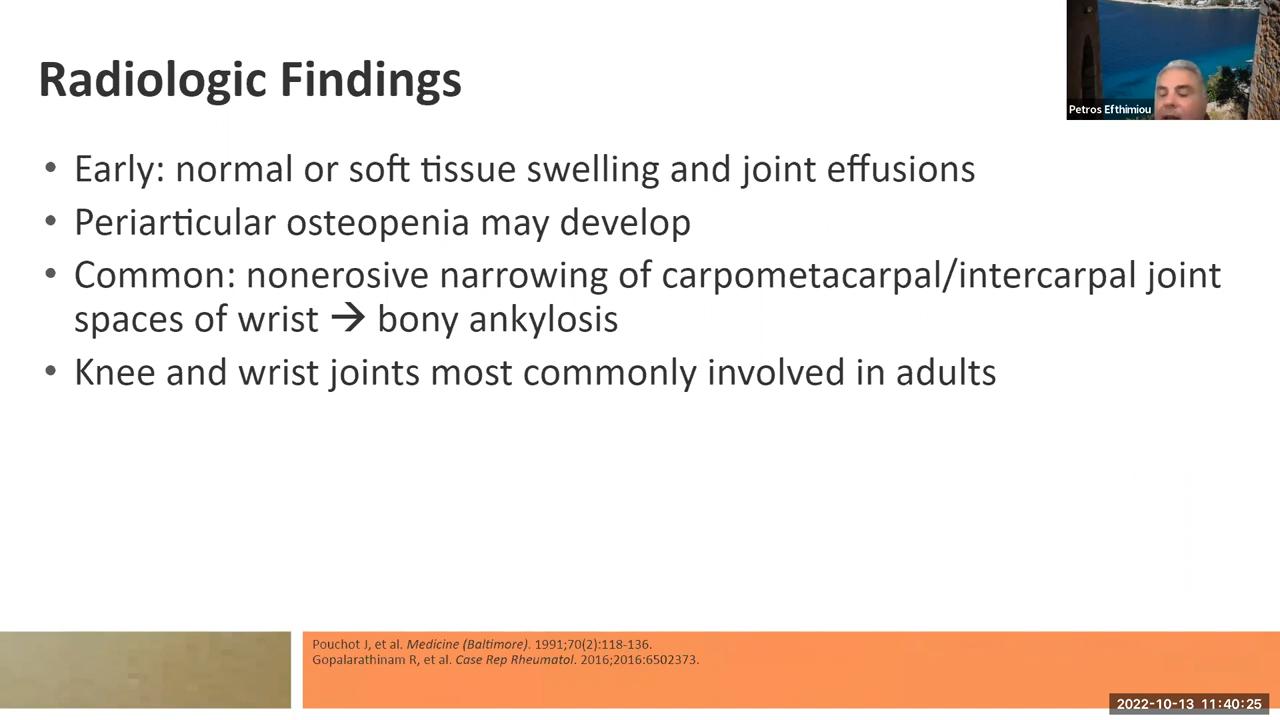 Radiologic Findings
Petros Efthimiou
• Early: normal or soft tissue swelling and joint effusions
• Periarticular osteopenia may develop
• Common: nonerosive narrowing of carpometacarpal/intercarpal joint
spaces of wrist → bony ankylosis
• Knee and wrist joints most commonly involved in adults
Pouchot J, et al. Medicine (Baltimore). 1991;70(2):118-136.
Gopalarathinam R, et al. Case Rep Rheumatol. 2016;2016:6502373.
2022-10-13 11:40:25